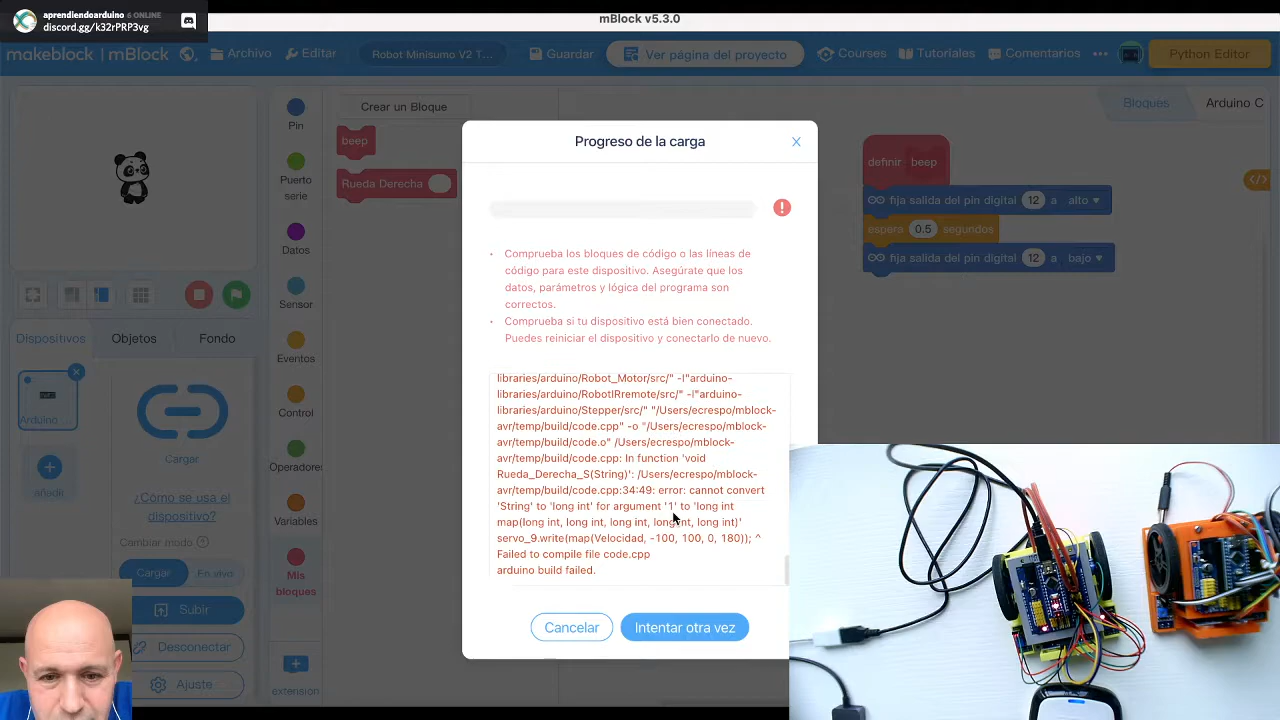 aprendiendoarduino 6 ONLINE
discord.gg/k32rPRP3vg
mBlock v5.3.0
makeblock | mBlock
Archivo
Editar
Robot Minisumo V2 T...
Guardar
Ver página del proyecto
Courses
Tutoriales
Comentarios
Python Editor
Pin
Puerto
serie
Datos
Sensor
Eventos
Control
Operadores
Variables
Mis
bloques
extension
Crear un Bloque
beep
Rueda Derecha
Bloques
Arduino C
definir beep
fija salida del pin digital 12 a alto
espera 0.5 segundos
fija salida del pin digital 12 a bajo
Dispositivos
Objetos
Fondo
Arduino
añadir
Cargar
¿Cómo se usa el
dispositivo?
Cambiar modo
Cargar
En vivo
Subir
Desconectar
Ajuste
Progreso de la carga
X
• Comprueba los bloques de código o las líneas de
código para este dispositivo. Asegúrate que los
datos, parámetros y lógica del programa son
correctos.
• Comprueba si tu dispositivo está bien conectado.
Puedes reiniciar el dispositivo y conectarlo de nuevo.
libraries/arduino/Robot_Motor/src/" -I"arduino-
libraries/arduino/RobotIRremote/src/" -I"arduino-
libraries/arduino/Stepper/src/" "/Users/ecrespo/mblock-
avr/temp/build/code.cpp" -o "/Users/ecrespo/mblock-
avr/temp/build/code.o" /Users/ecrespo/mblock-
avr/temp/build/code.cpp: In function 'void
Rueda_Derecha_S(String)': /Users/ecrespo/mblock-
avr/temp/build/code.cpp:34:49: error: cannot convert
'String' to 'long int' for argument '1' to 'long int
map(long int, long int, long int, long int, long int)'
servo_9.write(map(Velocidad, -100, 100, 0, 180)); ^
Failed to compile file code.cpp
arduino build failed.
Cancelar
Intentar otra vez